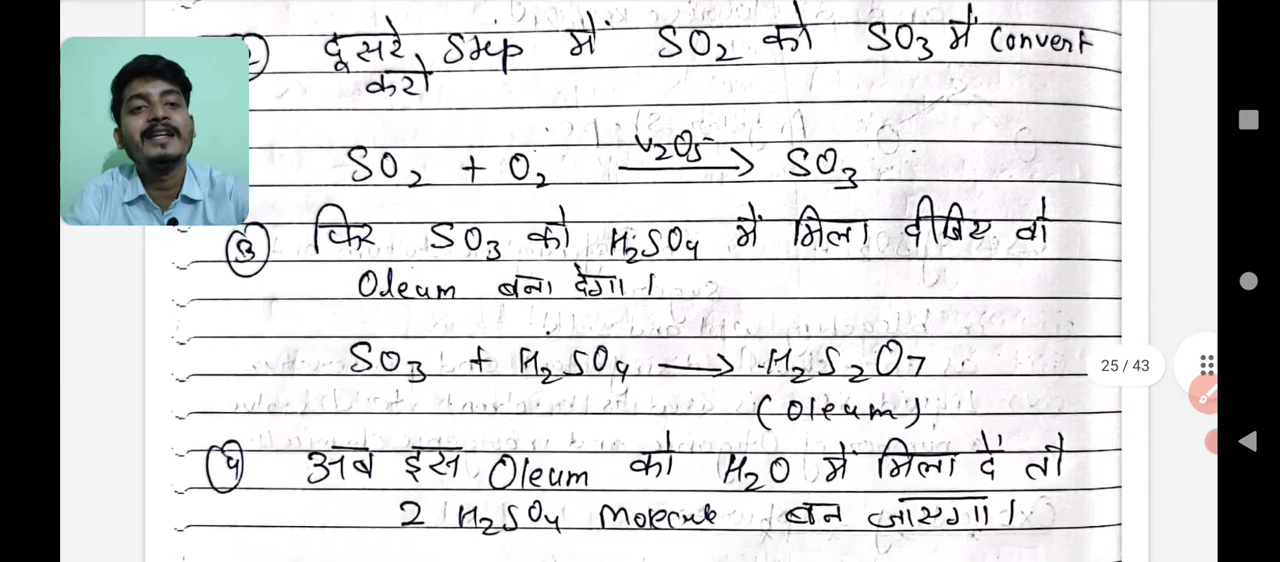 दूसरे Step में SO2 को SO3 में Convert
करो
SO2 + O2 V2O5 → SO3
③ फिर SO3 को H2SO4 में मिला दीजिए वो
Oleum बना देगा।
SO3 + H2SO4 → H2S2O7
(Oleum)
25 / 43
④ अब इस Oleum को H2O में मिला दें तो
2 H2SO4 Molecule बन जाएगा।